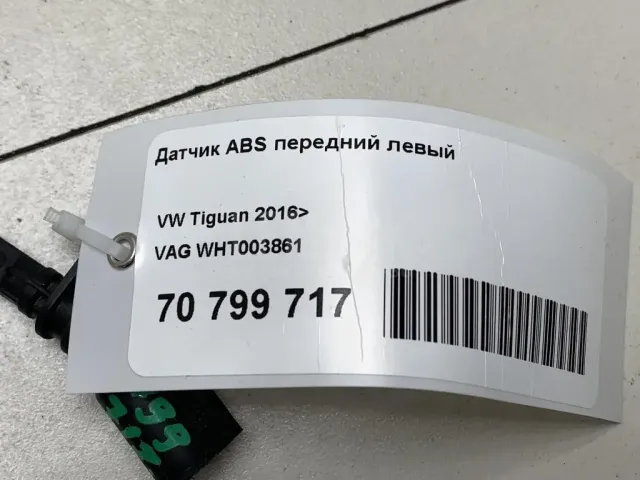 Датчик ABS передний левый
VW Tiguan 2016>
VAG WHT003861
70 799 717